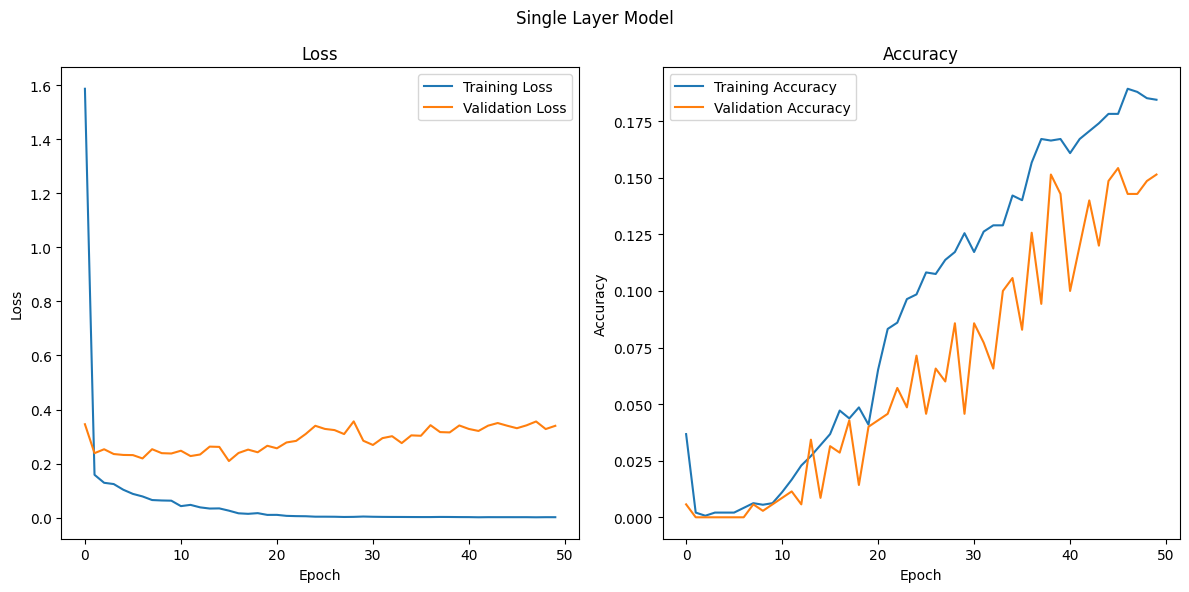 Single Layer Model
Loss
Training Loss
Validation Loss
1.6
1.4
1.2
1.0
0.8
0.6
0.4
0.2
0.0
Loss
0
10
20
30
40
50
Epoch
Accuracy
Training Accuracy
Validation Accuracy
0.175
0.150
0.125
0.100
0.075
0.050
0.025
0.000
Accuracy
0
10
20
30
40
50
Epoch